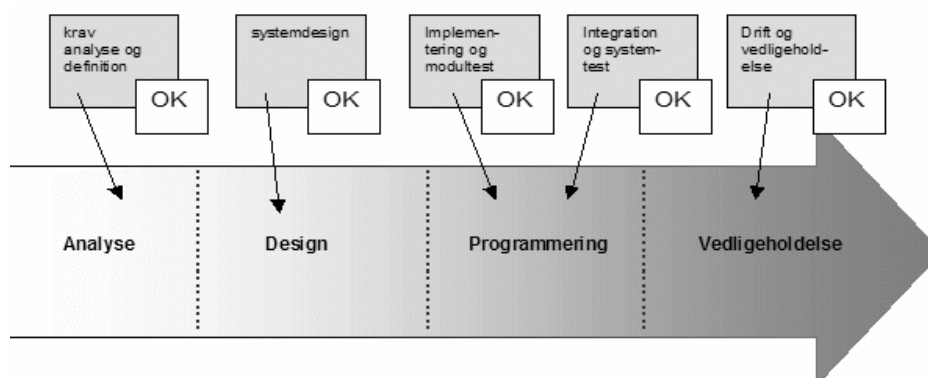 krav
analyse og
definition
OK
systemdesign
OK
Implemen-
tering og
modultest
OK
Integration
og system-
test
OK
Drift og
vedligehold-
else
OK
Analyse
Design
Programmering
Vedligeholdelse